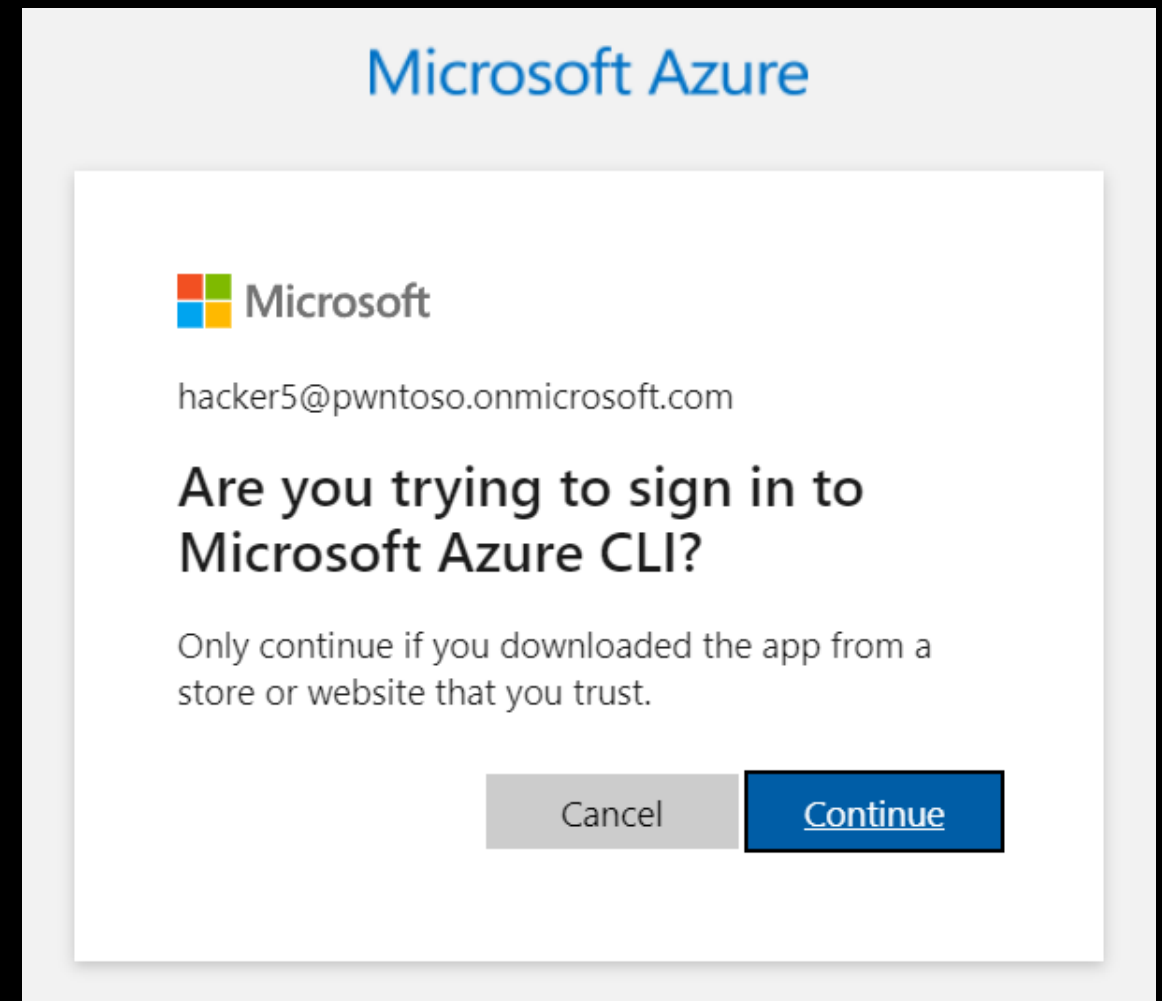 Microsoft Azure
Microsoft
hacker5@pwntoso.onmicrosoft.com
Are you trying to sign in to
Microsoft Azure CLI?
Only continue if you downloaded the app from a
store or website that you trust.
Cancel
Continue